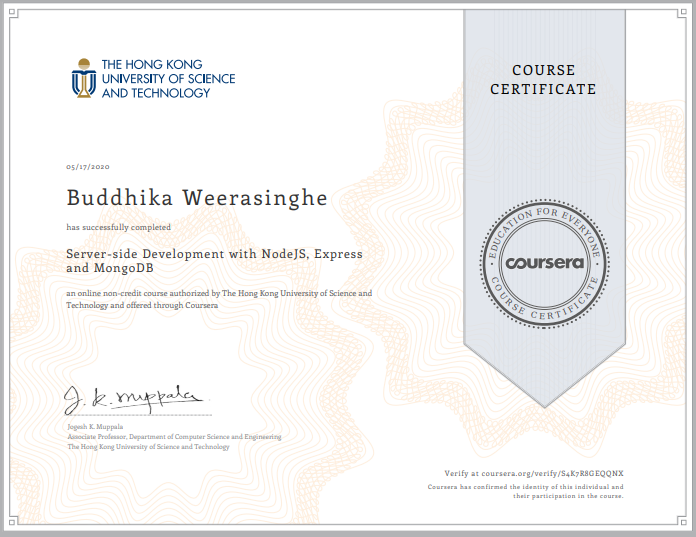 THE HONG KONG
UNIVERSITY OF SCIENCE
AND TECHNOLOGY
COURSE
CERTIFICATE
05/17/2020
Buddhika Weerasinghe
has successfully completed
Server-side Development with NodeJS, Express
and MongoDB
an online non-credit course authorized by The Hong Kong University of Science and
Technology and offered through Coursera
EDUCATION FOR EVERYONE
coursera
COURSE CERTIFICATE
J. K. Muppala
Jogesh K. Muppala
Associate Professor, Department of Computer Science and Engineering
The Hong Kong University of Science and Technology
Verify at coursera.org/verify/S4K7R8GEQQNX
Coursera has confirmed the identity of this individual and
their participation in the course.